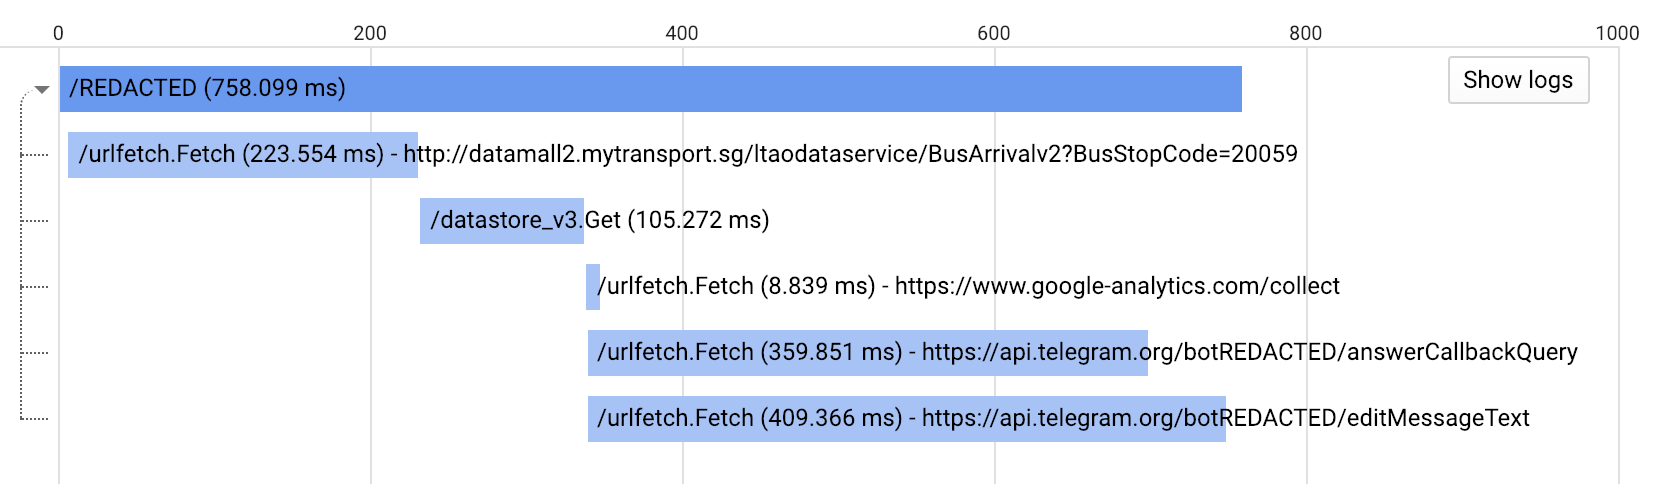 0 200 400 600 800 1000
/REDACTED (758.099 ms)
Show logs
/urlfetch.Fetch (223.554 ms) - http://datamall2.mytransport.sg/ltaodataservice/BusArrivalv2?BusStopCode=20059
/datastore_v3.Get (105.272 ms)
/urlfetch.Fetch (8.839 ms) - https://www.google-analytics.com/collect
/urlfetch.Fetch (359.851 ms) - https://api.telegram.org/botREDACTED/answerCallbackQuery
/urlfetch.Fetch (409.366 ms) - https://api.telegram.org/botREDACTED/editMessageText